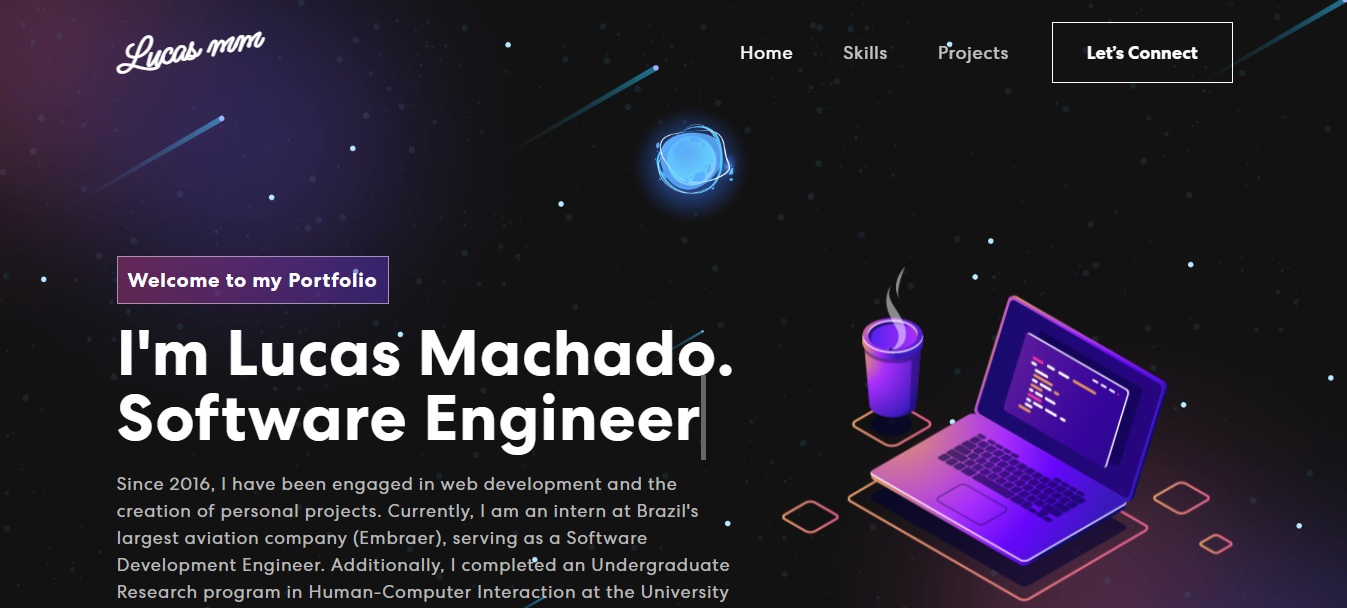 Lucas mm
Home
Skills
Projects
Let's Connect
Welcome to my Portfolio
I'm Lucas Machado.
Software Engineer
Since 2016, I have been engaged in web development and the
creation of personal projects. Currently, I am an intern at Brazil's
largest aviation company (Embraer), serving as a Software
Development Engineer. Additionally, I completed an Undergraduate
Research program in Human-Computer Interaction at the University